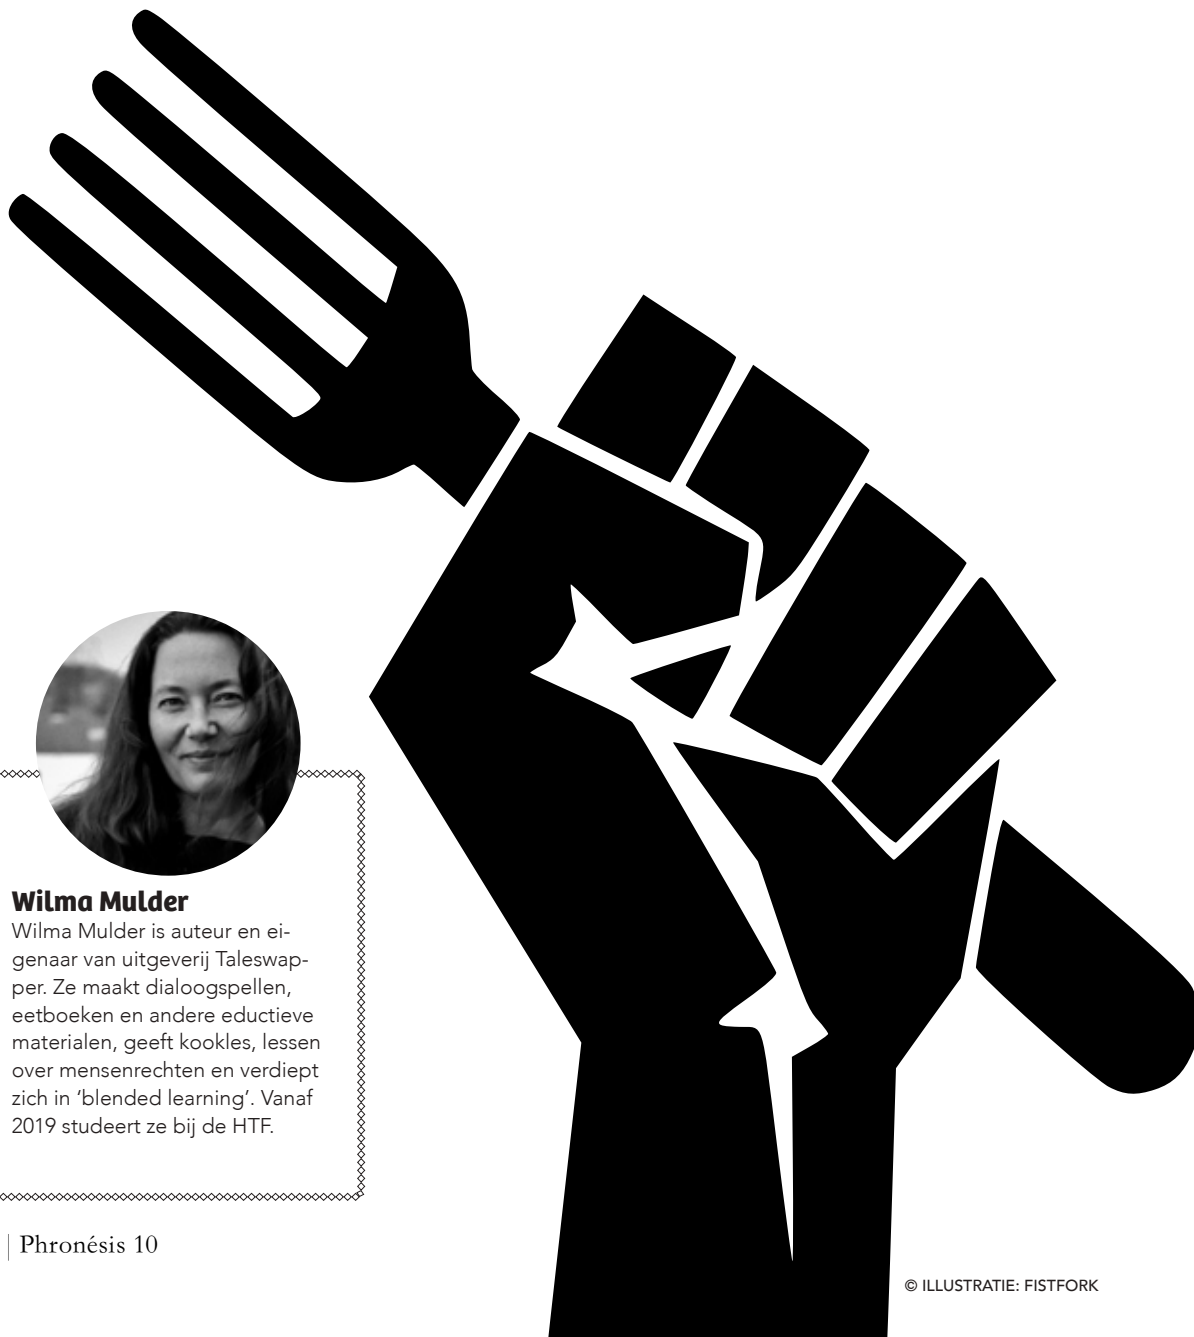 Wilma Mulder
Wilma Mulder is auteur en ei-
genaar van uitgeverij Taleswap-
per. Ze maakt dialoogspellen,
eetboeken en andere eductieve
materialen, geeft kookles, lessen
over mensenrechten en verdiept
zich in ‘blended learning’. Vanaf
2019 studeert ze bij de HTF.
| Phronésis 10
© ILLUSTRATIE: FISTFORK